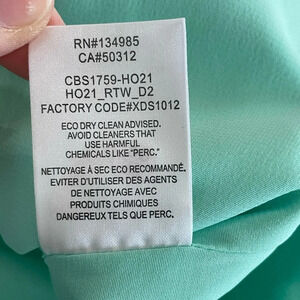 RN#134985
CA#50312
CBS1759-HO21
HO21_RTW_D2
FACTORY CODE#XDS1012
ECO DRY CLEAN ADVISED.
AVOID CLEANERS THAT
USE HARMFUL
CHEMICALS LIKE "PERC."
NETTOYAGE À SEC ECO RECOMMANDÉ.
EVITER D'UTILISER DES AGENTS
DE NETTOYAGE AVEC
PRODUITS CHIMIQUES
DANGEREUX TELS QUE PERC.